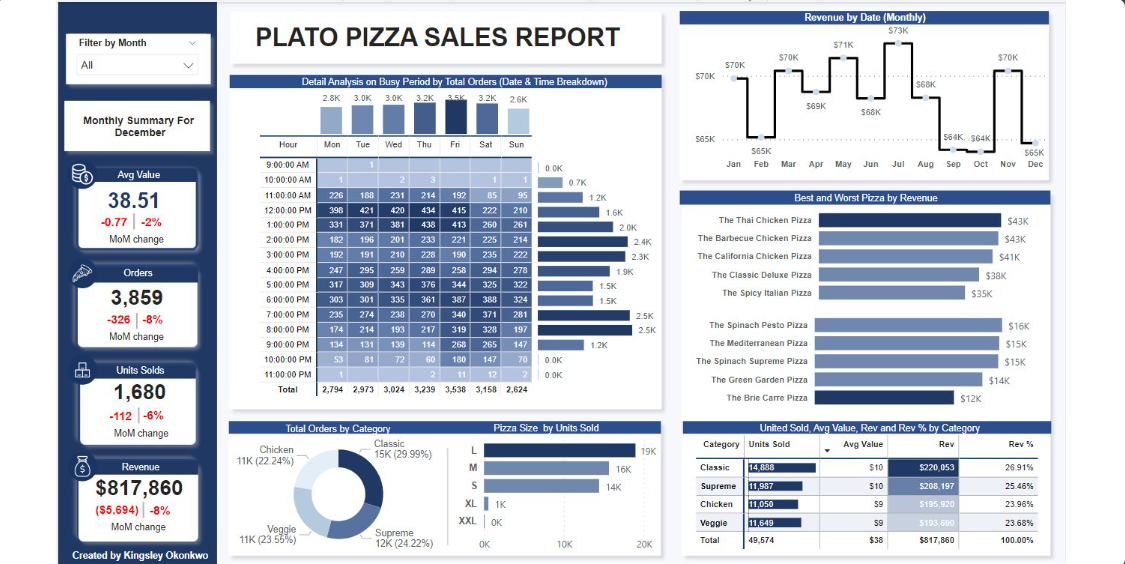 Filter by Month
All
Monthly Summary For
December
Avg Value
38.51
-0.77 -2%
MoM change
Orders
3,859
-326 -8%
MoM change
Units Solds
1,680
-112 -6%
MoM change
Revenue
$817,860
($5,694) -8%
MoM change
Created by Kingsley Okonkwo
PLATO PIZZA SALES REPORT
Detail Analysis on Busy Period by Total Orders (Date & Time Breakdown)
2.8K 3.0K 3.0K 3.2K 3.5K 3.2K 2.6K
Hour Mon Tue Wed Thu Fri Sat Sun
9:00:00 AM 1
10:00:00 AM 1 2 3 1 1
11:00:00 AM 226 188 231 214 192 85 95
12:00:00 PM 398 421 420 434 415 222 210
1:00:00 PM 331 371 381 438 413 260 261
2:00:00 PM 182 196 201 233 221 225 214
3:00:00 PM 192 191 210 228 190 235 222
4:00:00 PM 247 295 259 289 258 294 278
5:00:00 PM 317 309 343 376 344 325 322
6:00:00 PM 303 301 335 361 387 388 324
7:00:00 PM 235 274 238 270 340 371 281
8:00:00 PM 174 214 193 217 319 328 197
9:00:00 PM 134 131 139 114 268 265 147
10:00:00 PM 53 81 72 60 180 147 70
11:00:00 PM 1 2 11 12 2
Total 2,794 2,973 3,024 3,239 3,538 3,158 2,624
0.0K
0.7K
1.2K
1.6K
2.0K
2.4K
2.3K
1.9K
1.5K
1.5K
2.5K
2.5K
1.2K
0.0K
0.0K
Total Orders by Category
Chicken
11K (22.24%)
Classic
15K (29.99%)
Veggie
11K (23.55%)
Supreme
12K (24.22%)
Pizza Size by Units Sold
L 19K
M 16K
S 14K
XL 1K
XXL 0K
0K 10K 20K
Revenue by Date (Monthly)
$70K
$65K
$70K
$65K
$70K
$69K
$71K
$68K
$73K
$68K
$64K
$64K
$70K
$65K
Jan Feb Mar Apr May Jun Jul Aug Sep Oct Nov Dec
Best and Worst Pizza by Revenue
The Thai Chicken Pizza $43K
The Barbecue Chicken Pizza $43K
The California Chicken Pizza $41K
The Classic Deluxe Pizza $38K
The Spicy Italian Pizza $35K
The Spinach Pesto Pizza $16K
The Mediterranean Pizza $15K
The Spinach Supreme Pizza $15K
The Green Garden Pizza $14K
The Brie Carre Pizza $12K
United Sold, Avg Value, Rev and Rev % by Category
Category Units Sold Avg Value Rev Rev %
Classic 14,888 $10 $220,053 26.91%
Supreme 11,987 $10 $208,197 25.46%
Chicken 11,050 $9 $195,920 23.96%
Veggie 11,649 $9 $193,690 23.68%
Total 49,574 $38 $817,860 100.00%